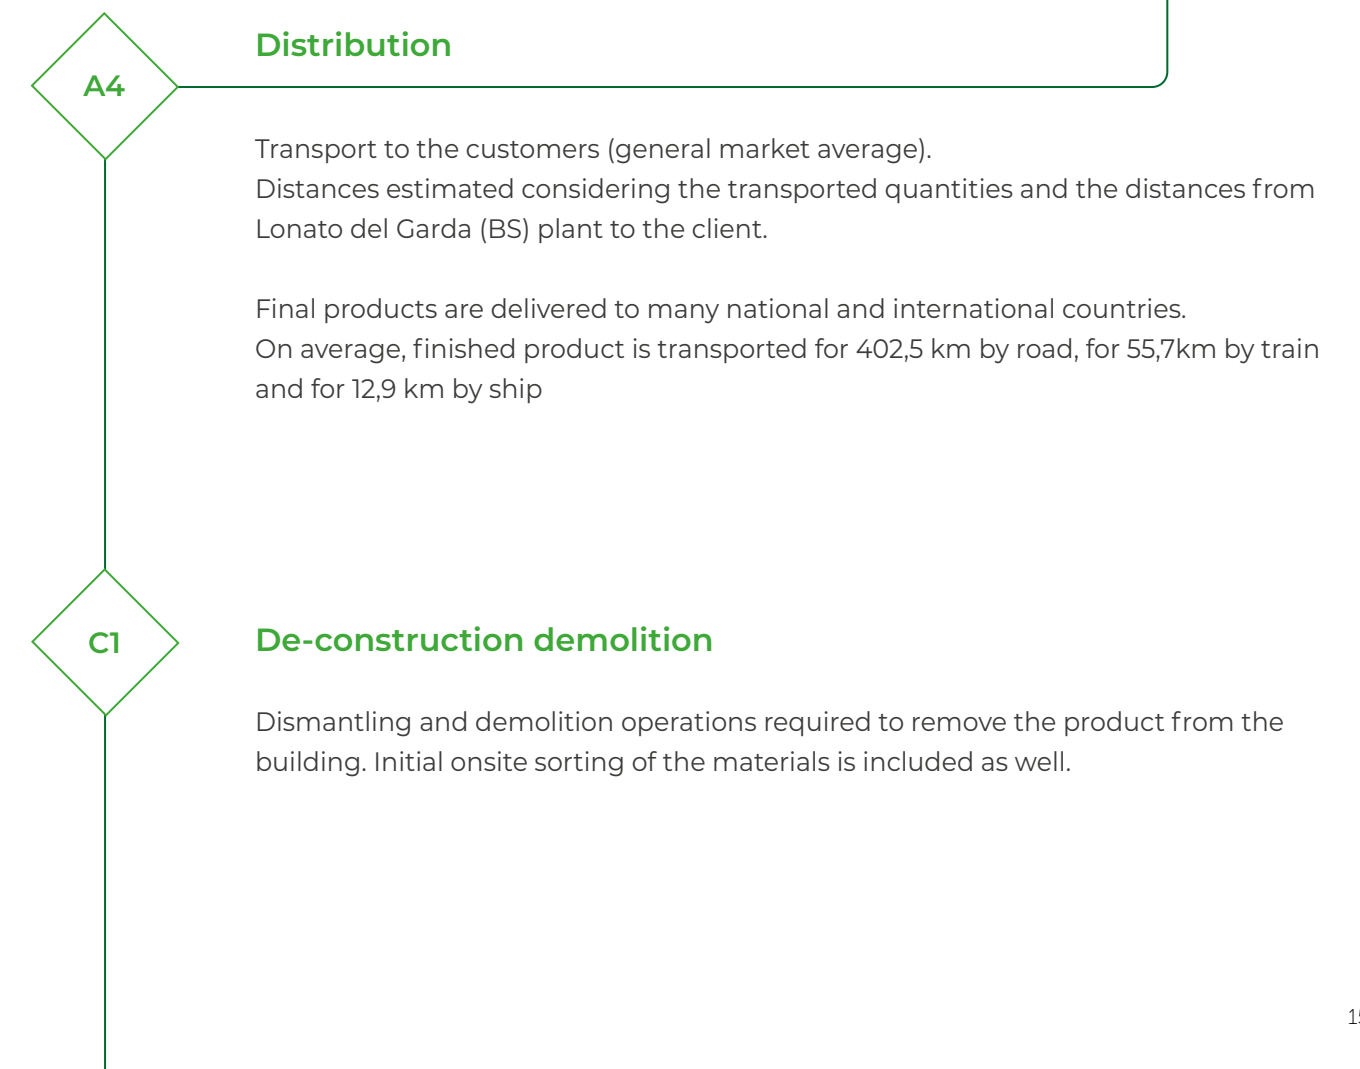 Distribution
A4
Transport to the customers (general market average).
Distances estimated considering the transported quantities and the distances from
Lonato del Garda (BS) plant to the client.
Final products are delivered to many national and international countries.
On average, finished product is transported for 402,5 km by road, for 55,7km by train
and for 12,9 km by ship
C1
De-construction demolition
Dismantling and demolition operations required to remove the product from the
building. Initial onsite sorting of the materials is included as well.